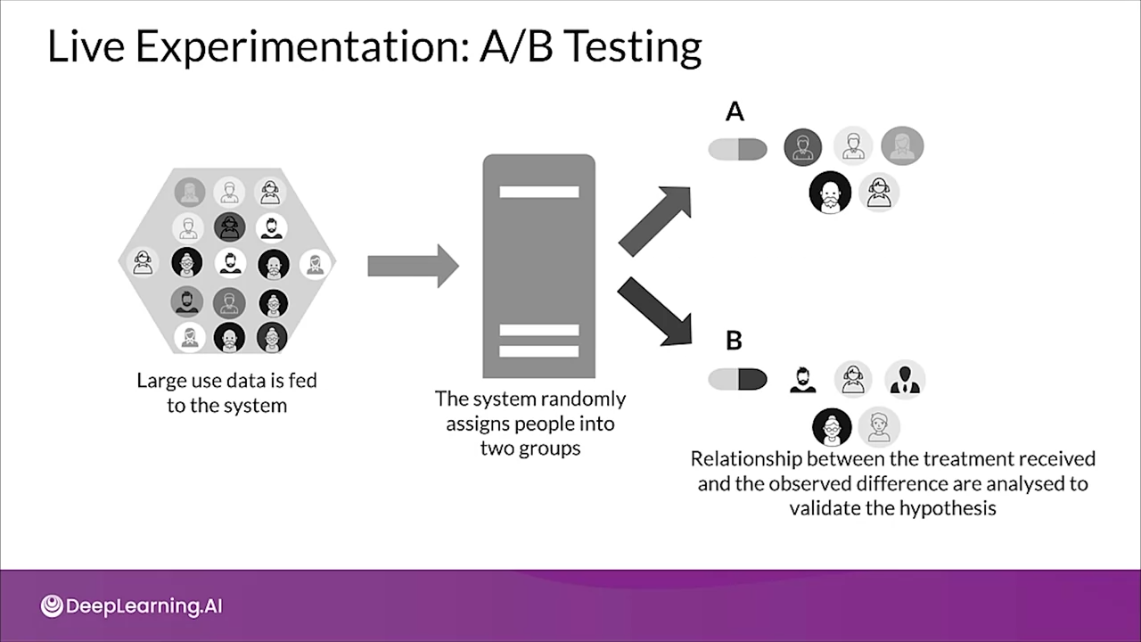 Live Experimentation: A/B Testing
A
Large use data is fed
to the system
The system randomly
assigns people into
two groups
B
Relationship between the treatment received
and the observed difference are analysed to
validate the hypothesis
DeepLearning.AI